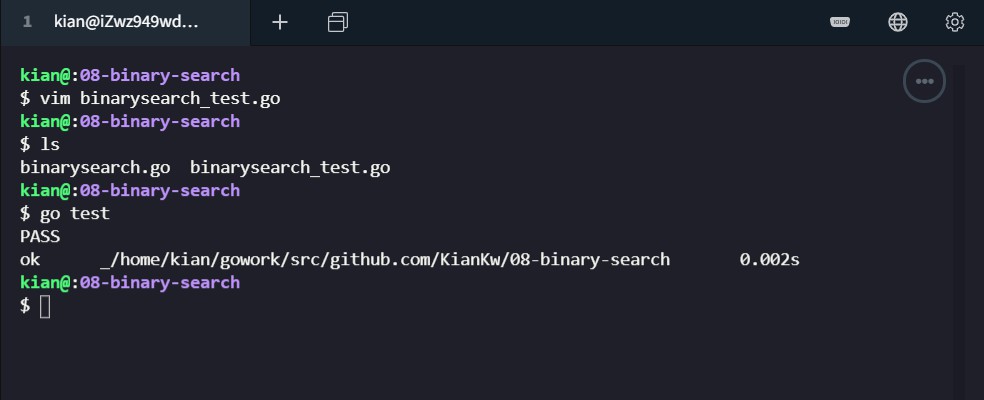 1 kian@iZwz949wd...
kian@:08-binary-search
$ vim binarysearch_test.go
kian@:08-binary-search
$ ls
binarysearch.go  binarysearch_test.go
kian@:08-binary-search
$ go test
PASS
ok      _/home/kian/gowork/src/github.com/KianKw/08-binary-search       0.002s
kian@:08-binary-search
$